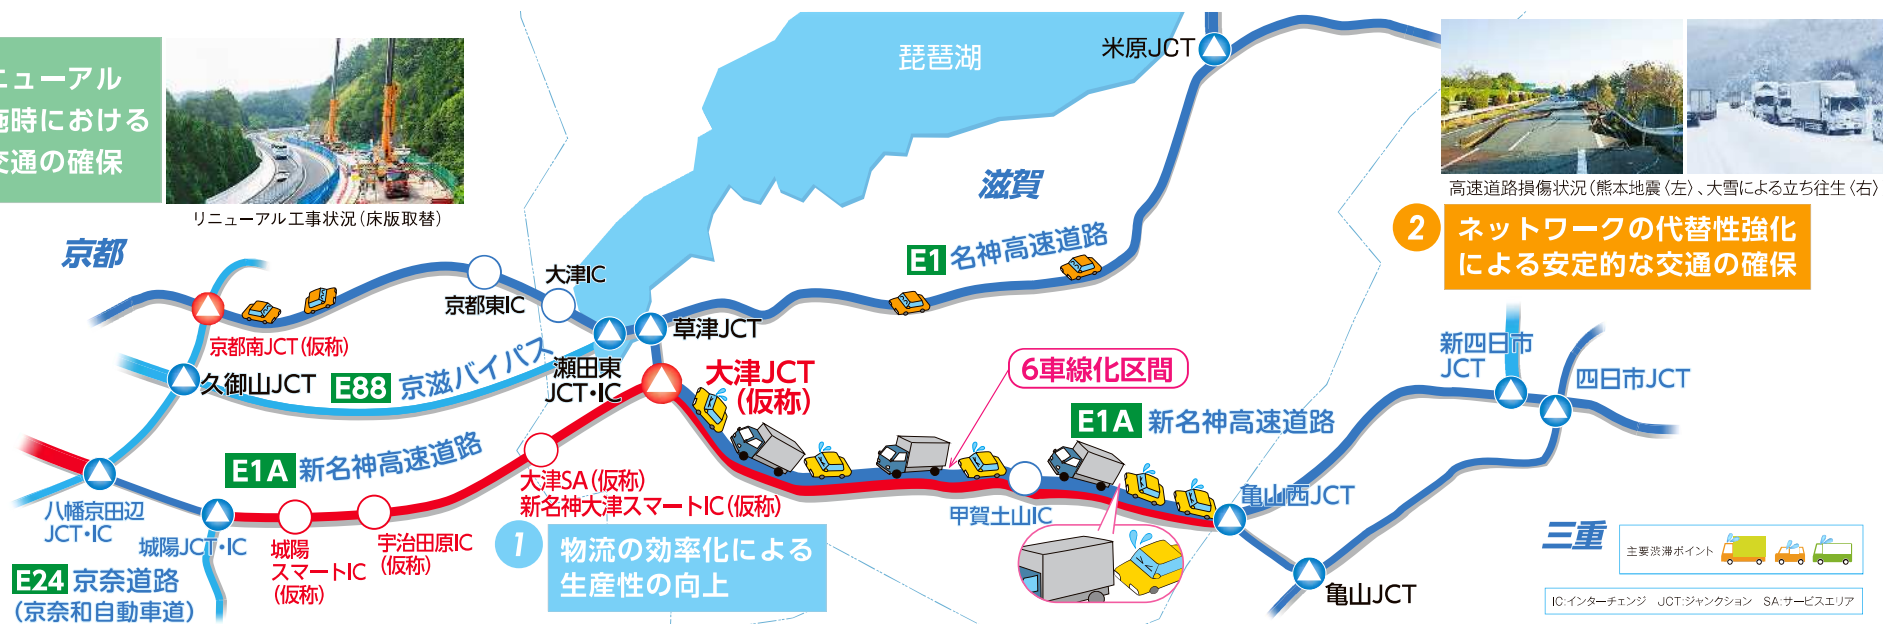 ニューアル
施時における
交通の確保
リニューアル工事状況（床版取替）
琵琶湖
米原JCT
高速道路損傷状況（熊本地震〈左〉、大雪による立ち往生〈右〉
2
ネットワークの代替性強化
による安定的な交通の確保
滋賀
京都
E1 名神高速道路
大津IC
京都東IC
京都南JCT（仮称）
草津JCT
久御山JCT
E88 京滋バイパス
瀬田東
JCT・IC
大津JCT
（仮称）
6車線化区間
新四日市
JCT
四日市JCT
E1A 新名神高速道路
E1A 新名神高速道路
大津SA（仮称）
新名神大津スマートIC（仮称）
亀山西JCT
甲賀土山IC
八幡京田辺
JCT・IC
城陽JCT・IC
城陽
スマートIC
（仮称）
宇治田原IC
（仮称）
1
物流の効率化による
生産性の向上
三重
主要渋滞ポイント
E24 京奈道路
（京奈和自動車道）
亀山JCT
IC:インターチェンジ JCT:ジャンクション SA:サービスエリア